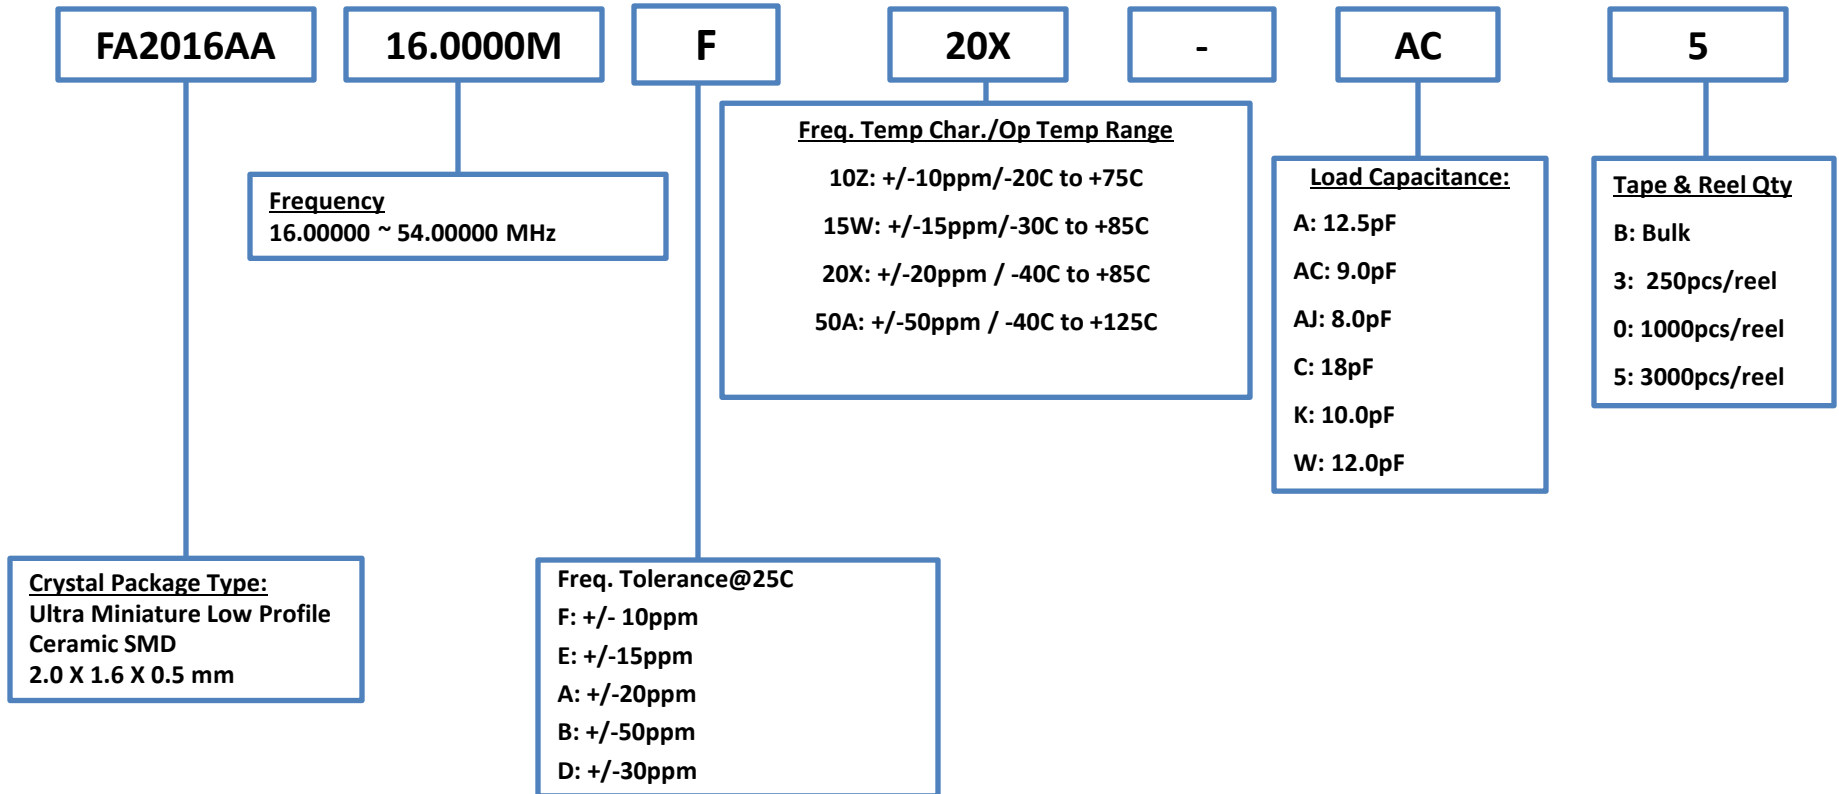 FA2016AA
16.0000M
F
20X
-
AC
5
Frequency
16.00000 ~ 54.00000 MHz
Freq. Temp Char./Op Temp Range
10Z: +/-10ppm/-20C to +75C
15W: +/-15ppm/-30C to +85C
20X: +/-20ppm / -40C to +85C
50A: +/-50ppm / -40C to +125C
Load Capacitance:
A: 12.5pF
AC: 9.0pF
AJ: 8.0pF
C: 18pF
K: 10.0pF
W: 12.0pF
Tape & Reel Qty
B: Bulk
3:  250pcs/reel
0: 1000pcs/reel
5: 3000pcs/reel
Crystal Package Type:
Ultra Miniature Low Profile
Ceramic SMD
2.0 X 1.6 X 0.5 mm
Freq. Tolerance@25C
F: +/- 10ppm
E: +/-15ppm
A: +/-20ppm
B: +/-50ppm
D: +/-30ppm